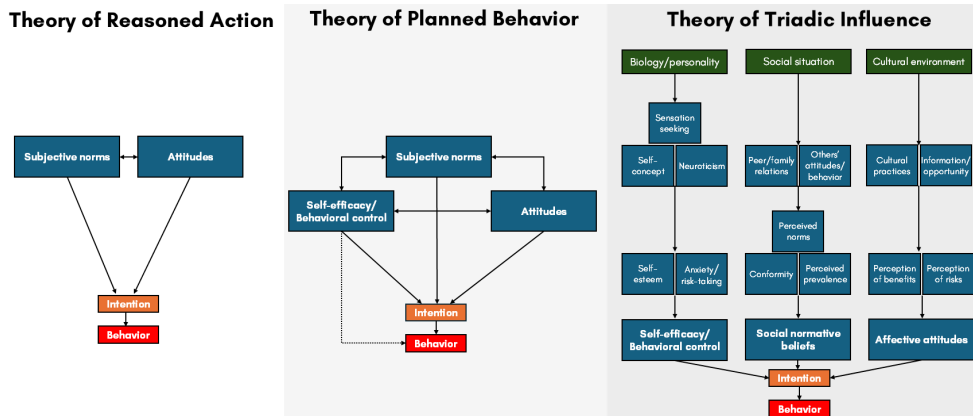 Theory of Reasoned Action
Subjective norms
Attitudes
Intention
Behavior
Theory of Planned Behavior
Subjective norms
Self-efficacy/
Behavioral control
Attitudes
Intention
Behavior
Theory of Triadic Influence
Biology/personality
Social situation
Cultural environment
Sensation
seeking
Self-
concept
Neuroticism
Peer/family
relations
Others'
attitudes/
behavior
Cultural
practices
Information/
opportunity
Perceived
norms
Self-
esteem
Anxiety/
risk-taking
Conformity
Perceived
prevalence
Perception
of benefits
Perception
of risks
Self-efficacy/
Behavioral control
Social normative
beliefs
Affective attitudes
Intention
Behavior